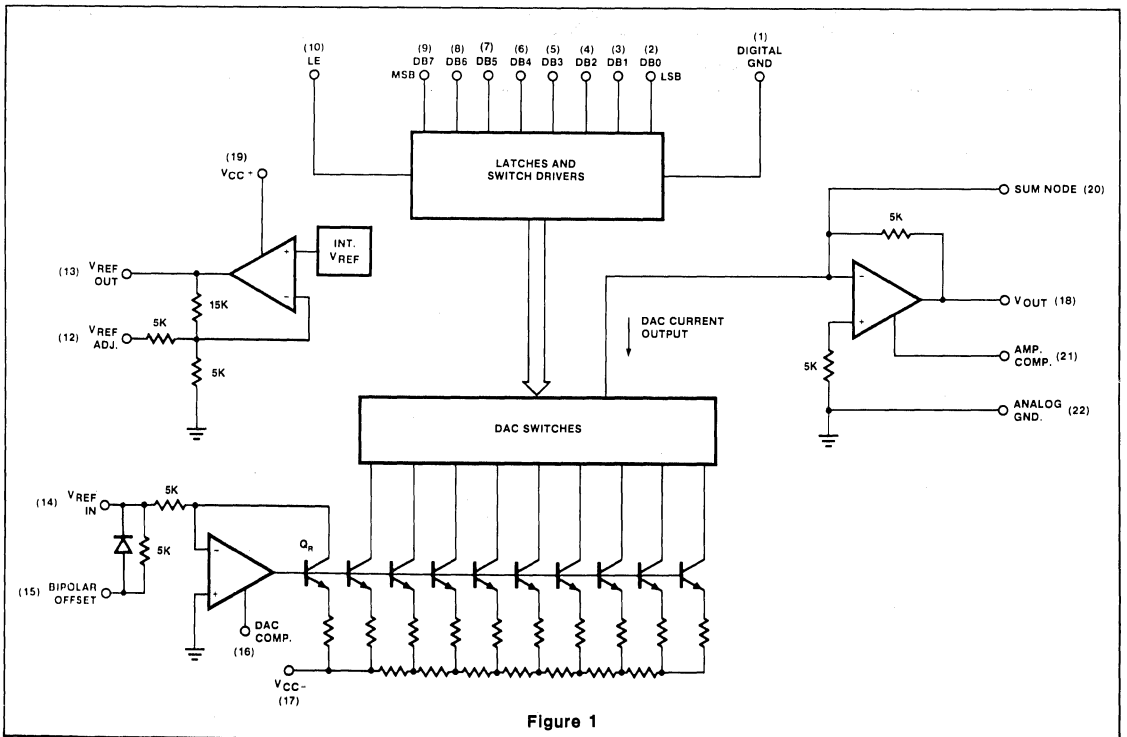 (10)
LE
(9)
DB7
(8)
DB6
(7)
DB5
(6)
DB4
(5)
DB3
(4)
DB2
(3)
DB1
(2)
DB0
(1)
DIGITAL
GND
MSB
LSB
LATCHES AND
SWITCH DRIVERS
(19)
VCC+
INT.
VREF
+
−
(13) VREF
OUT
15K
(12) VREF
ADJ.
5K
5K
SUM NODE (20)
5K
−
+
VOUT (18)
5K
AMP.
COMP. (21)
ANALOG
GND. (22)
DAC CURRENT
OUTPUT
DAC SWITCHES
(14) VREF
IN
5K
5K
(15) BIPOLAR
OFFSET
−
+
DAC
COMP.
(16)
QR
VCC−
(17)
Figure 1